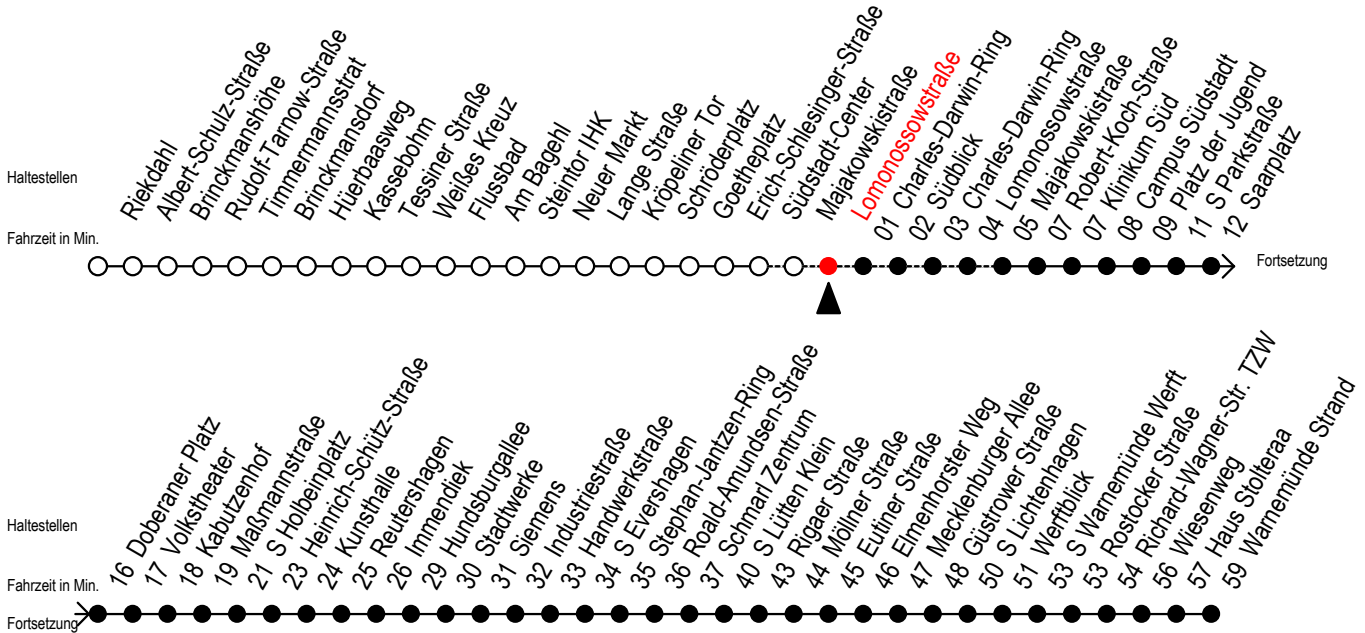 Haltestellen
Riekdahl
Albert-Schulz-Straße
Brinckmanshöhe
Rudolf-Tarnow-Straße
Timmermannsstrat
Brinckmansdorf
Hüerbaasweg
Kassebohm
Tessiner Straße
Weißes Kreuz
Flussbad
Am Bagehl
Steintor IHK
Neuer Markt
Lange Straße
Kröpeliner Tor
Schröderplatz
Goetheplatz
Erich-Schlesinger-Straße
Südstadt-Center
Majakowskistraße
Lomonossowstraße
01 Charles-Darwin-Ring
02 Südblick
03 Charles-Darwin-Ring
04 Lomonossowstraße
05 Majakowskistraße
07 Robert-Koch-Straße
07 Klinikum Süd
08 Campus Südstadt
09 Platz der Jugend
11 S Parkstraße
12 Saarplatz
Fahrzeit in Min.
Fortsetzung
Haltestellen
16 Doberaner Platz
17 Volkstheater
18 Kabutzenhof
19 Maßmannstraße
21 S Holbeinplatz
23 Heinrich-Schütz-Straße
24 Kunsthalle
25 Reutershagen
26 Immendiek
29 Hundsburgallee
30 Stadtwerke
31 Siemens
32 Industriestraße
33 Handwerkstraße
34 S Evershagen
35 Stephan-Jantzen-Ring
36 Roald-Amundsen-Straße
37 Schmarl Zentrum
40 S Lütten Klein
43 Rigaer Straße
44 Möllner Straße
45 Eutiner Straße
46 Elmenhorster Weg
47 Mecklenburger Allee
48 Güstrower Straße
50 S Lichtenhagen
51 Werftblick
53 S Warnemünde Werft
53 Rostocker Straße
54 Richard-Wagner-Str. TZW
56 Wiesenweg
57 Haus Stolteraa
59 Warnemünde Strand
Fahrzeit in Min.
Fortsetzung